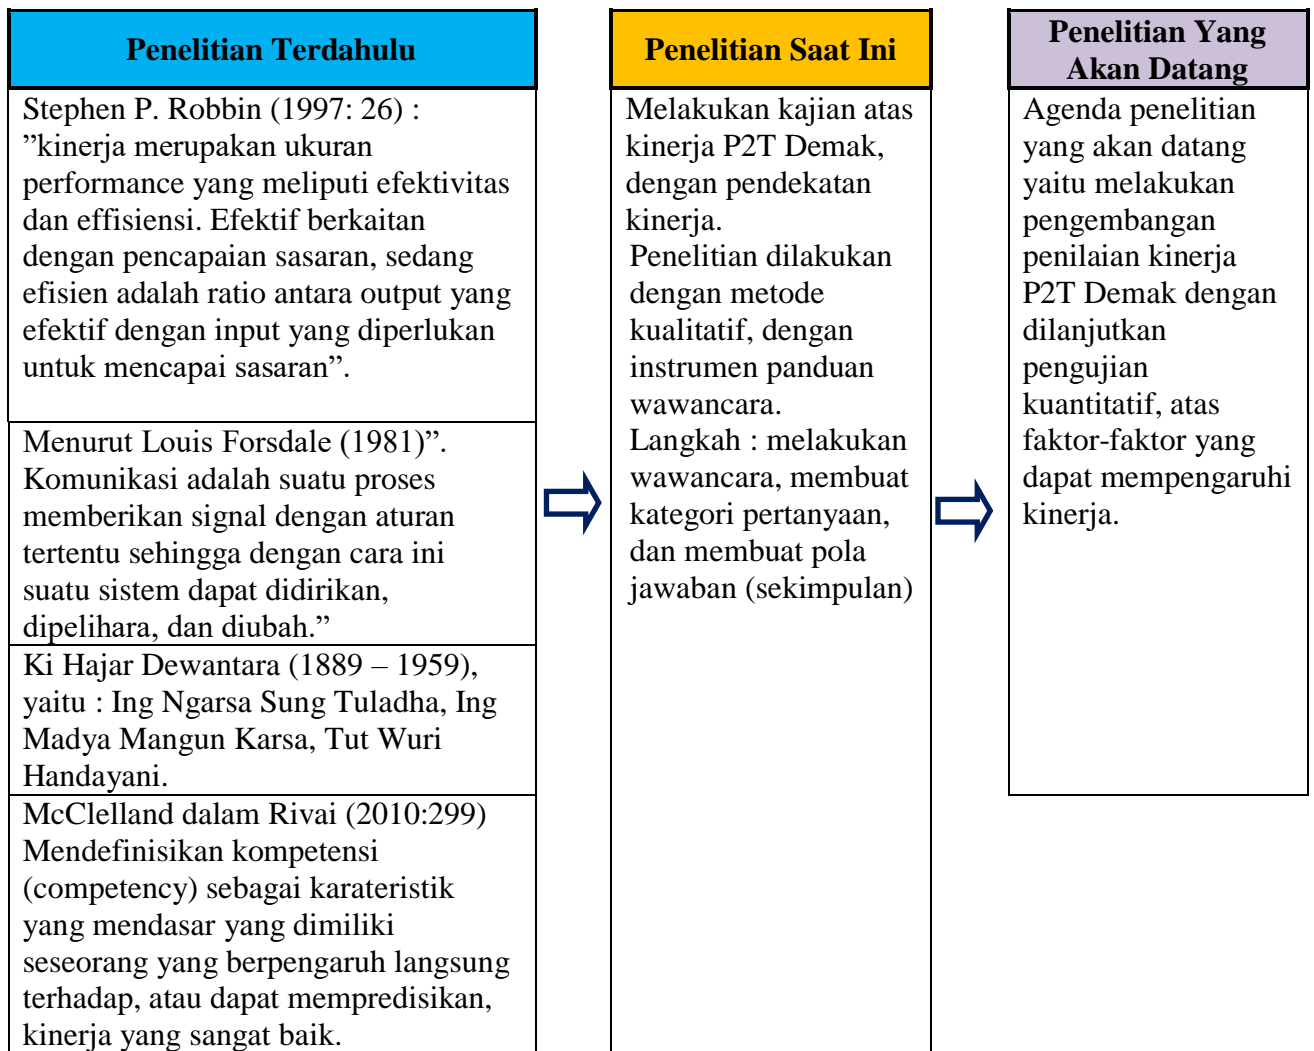 Penelitian Terdahulu
Stephen P. Robbin (1997: 26) :
”kinerja merupakan ukuran
performance yang meliputi efektivitas
dan effisiensi. Efektif berkaitan
dengan pencapaian sasaran, sedang
efisien adalah ratio antara output yang
efektif dengan input yang diperlukan
untuk mencapai sasaran”.
Menurut Louis Forsdale (1981)”.
Komunikasi adalah suatu proses
memberikan signal dengan aturan
tertentu sehingga dengan cara ini
suatu sistem dapat didirikan,
dipelihara, dan diubah.”
Ki Hajar Dewantara (1889 – 1959),
yaitu : Ing Ngarsa Sung Tuladha, Ing
Madya Mangun Karsa, Tut Wuri
Handayani.
McClelland dalam Rivai (2010:299)
Mendefinisikan kompetensi
(competency) sebagai karateristik
yang mendasar yang dimiliki
seseorang yang berpengaruh langsung
terhadap, atau dapat mempredisikan,
kinerja yang sangat baik.
Penelitian Saat Ini
Melakukan kajian atas
kinerja P2T Demak,
dengan pendekatan
kinerja.
Penelitian dilakukan
dengan metode
kualitatif, dengan
instrumen panduan
wawancara.
Langkah : melakukan
wawancara, membuat
kategori pertanyaan,
dan membuat pola
jawaban (sekimpulan)
Penelitian Yang
Akan Datang
Agenda penelitian
yang akan datang
yaitu melakukan
pengembangan
penilaian kinerja
P2T Demak dengan
dilanjutkan
pengujian
kuantitatif, atas
faktor-faktor yang
dapat mempengaruhi
kinerja.